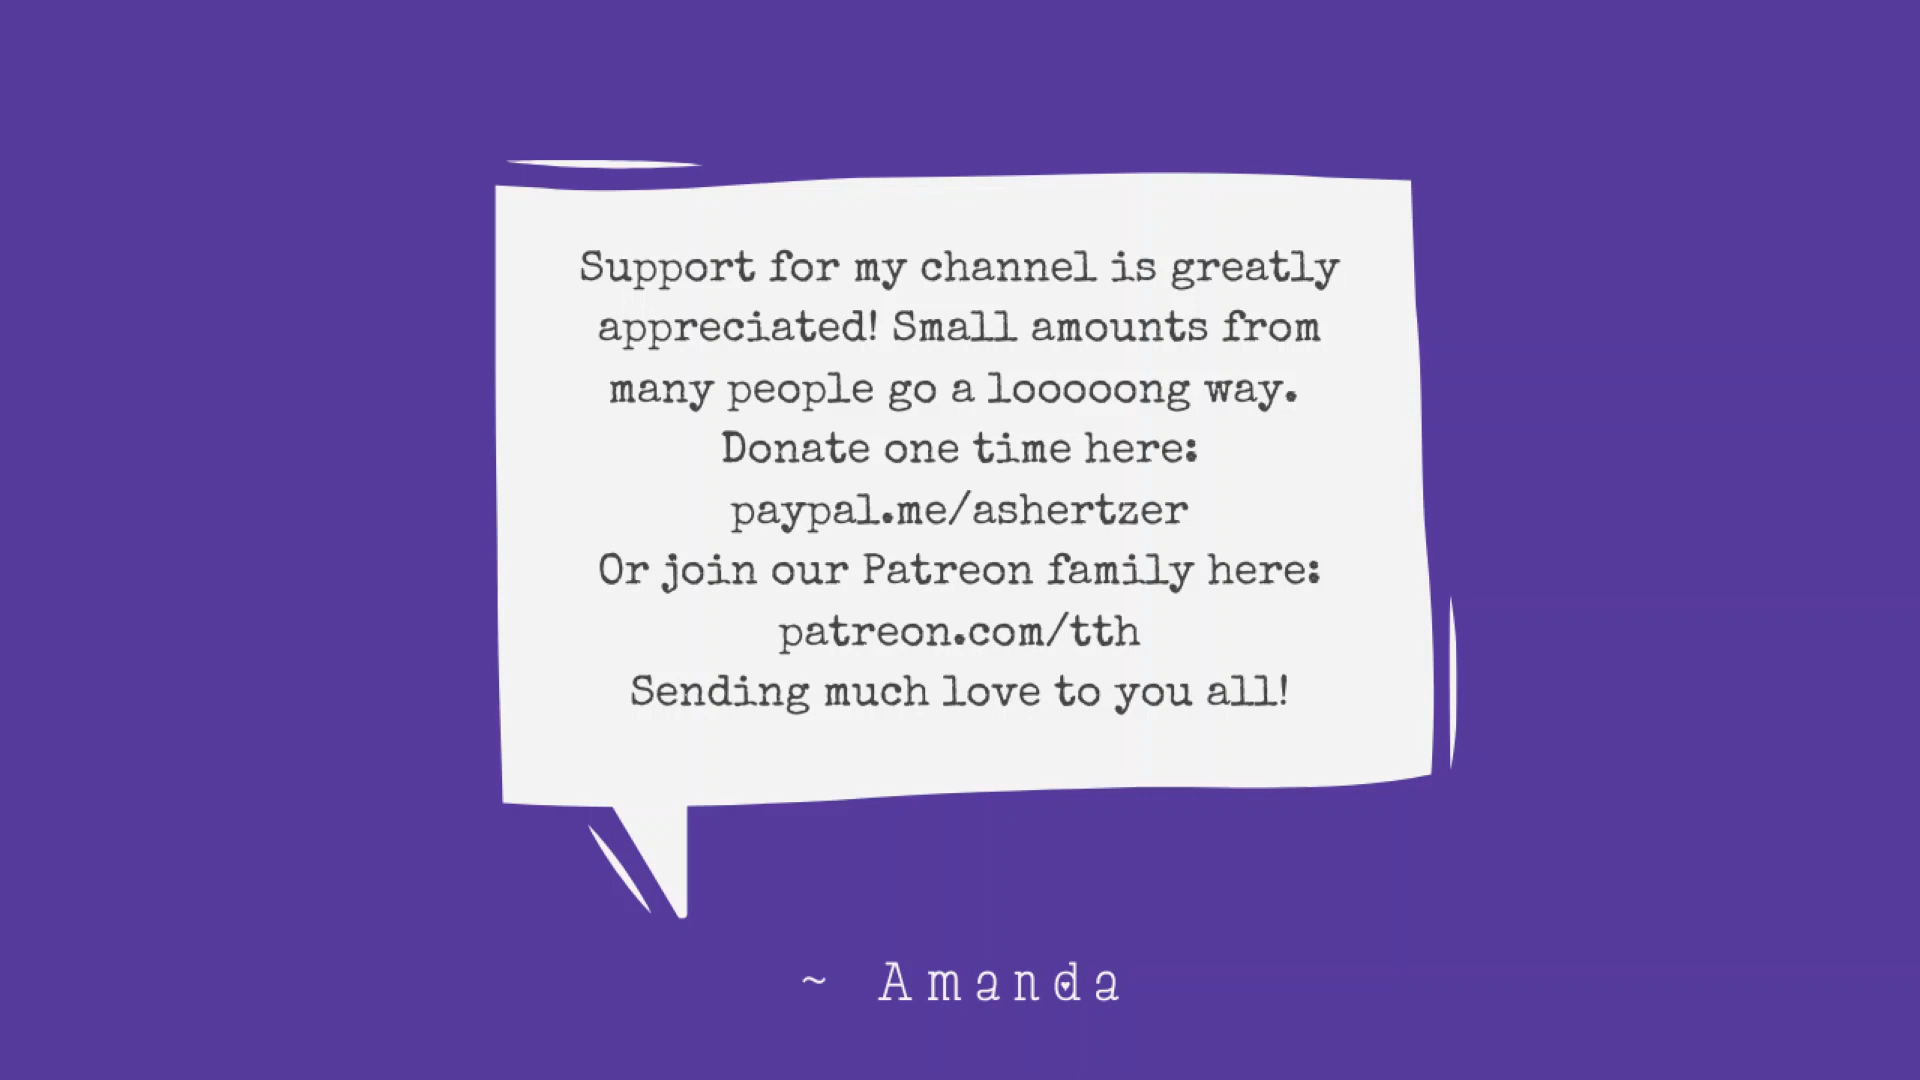 Support for my channel is greatly
appreciated! Small amounts from
many people go a looooong way.
Donate one time here:
paypal.me/ashertzer
Or join our Patreon family here:
patreon.com/tth
Sending much love to you all!
~ Amanda